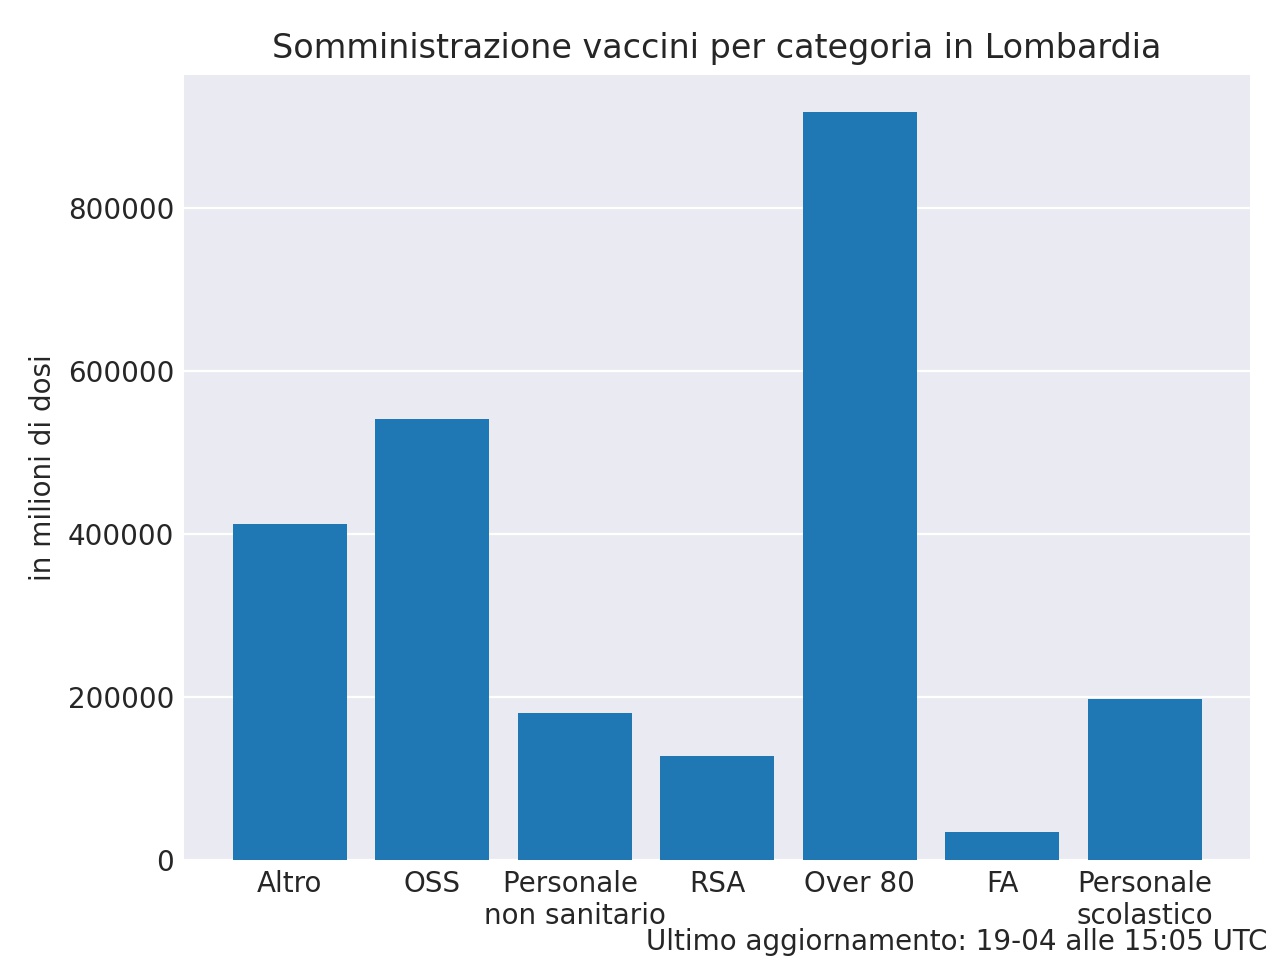 Somministrazione vaccini per categoria in Lombardia
in milioni di dosi
800000
600000
400000
200000
0
Altro
OSS
Personale
non sanitario
RSA
Over 80
FA
Personale
scolastico
Ultimo aggiornamento: 19-04 alle 15:05 UTC